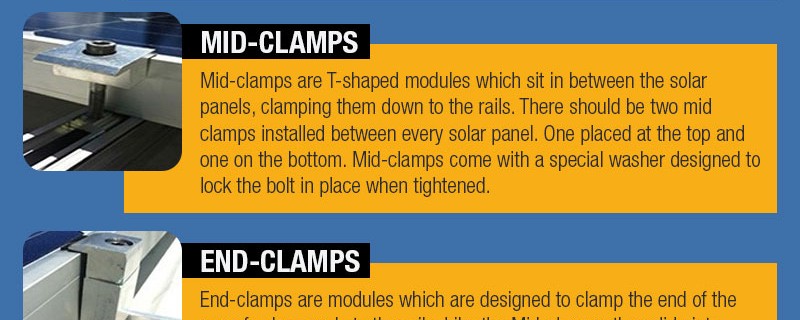 MID-CLAMPS
Mid-clamps are T-shaped modules which sit in between the solar
panels, clamping them down to the rails. There should be two mid
clamps installed between every solar panel. One placed at the top and
one on the bottom. Mid-clamps come with a special washer designed to
lock the bolt in place when tightened.
END-CLAMPS
End-clamps are modules which are designed to clamp the end of the